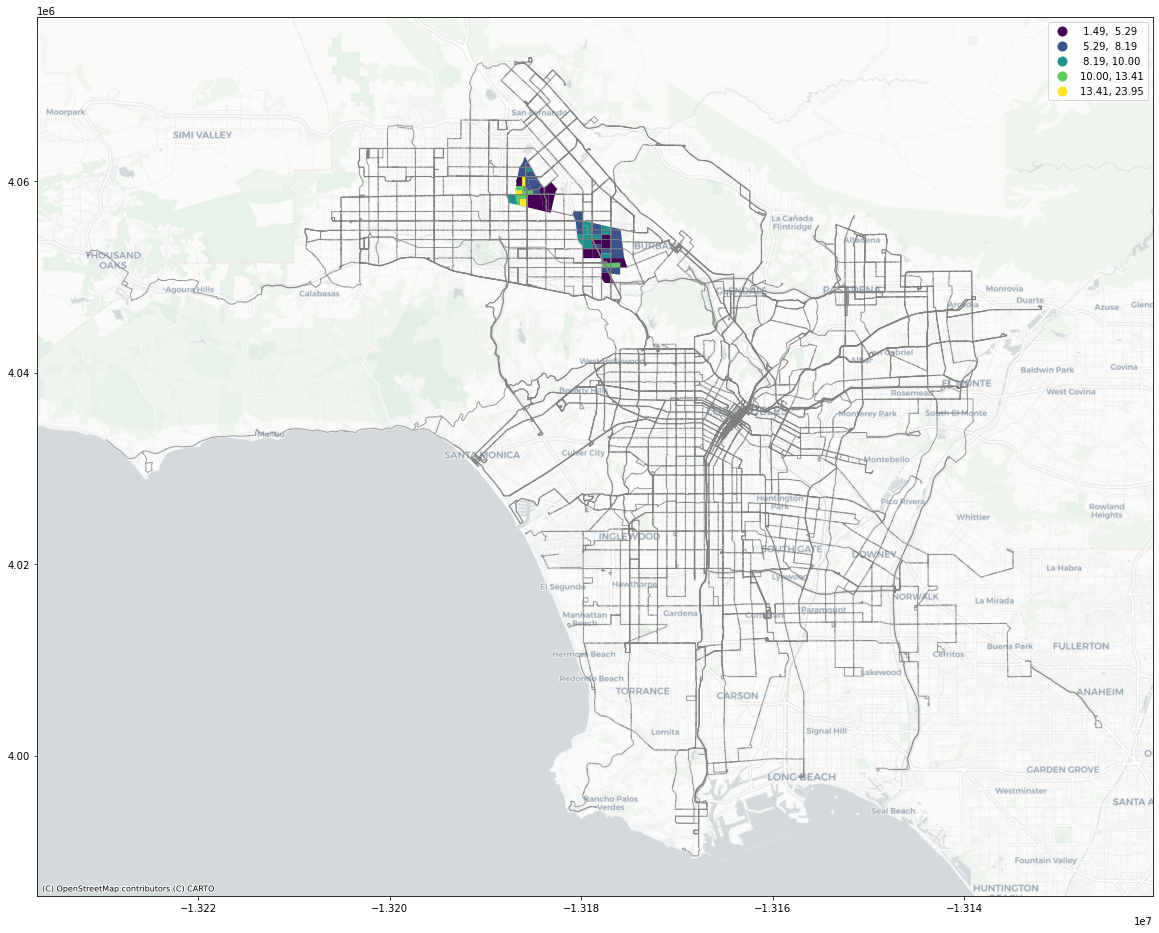 1e6
1.49, 5.29
5.29, 8.19
8.19, 10.00
10.00, 13.41
13.41, 23.95
Moorpark
SIMI VALLEY
San Fernando
4.06
La Cañada
Flintridge
Altadena
BURBANK
THOUSAND
OAKS
Agoura Hills
Calabasas
GLENDALE
PASADENA
Monrovia
Duarte
Arcadia
Azusa
Glend
4.04
West Hollywood
San Gabriel
Baldwin Park
Covina
Beverly Hills
EL MONTE
Rosemead
West Covina
Monterey Park
South El Monte
Malibu
SANTA MONICA
Culver City
Montebello
Huntington
Park
Pico Rivera
Rowland
Heights
Whittier
INGLEWOOD
SOUTH GATE
DOWNEY
4.02
La Habra
El Segundo
Hawthorne
Lynwood
NORWALK
La Mirada
Manhattan
Beach
Gardena
Compton
Paramount
Hermosa Beach
Cerritos
Buena Park
FULLERTON
Redondo Beach
Lakewood
TORRANCE
CARSON
ANAHEIM
Lomita
Signal Hill
4.00
LONG BEACH
GARDEN GROVE
Rancho Palos
Verdes
Seal Beach
Westminster
SANTA A
Fountain Valley
HUNTINGTON
(C) OpenStreetMap contributors (C) CARTO
−1.322
−1.320
−1.318
−1.316
−1.314
1e7